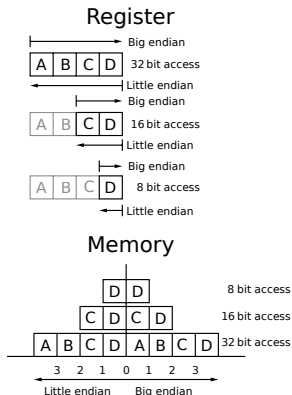 Register
Big endian
A B C D 32 bit access
Little endian
Big endian
A B C D 16 bit access
Little endian
Big endian
A B C D 8 bit access
Little endian
Memory
D D 8 bit access
C D C D 16 bit access
A B C D A B C D 32 bit access
3 2 1 0 1 2 3
Little endian Big endian